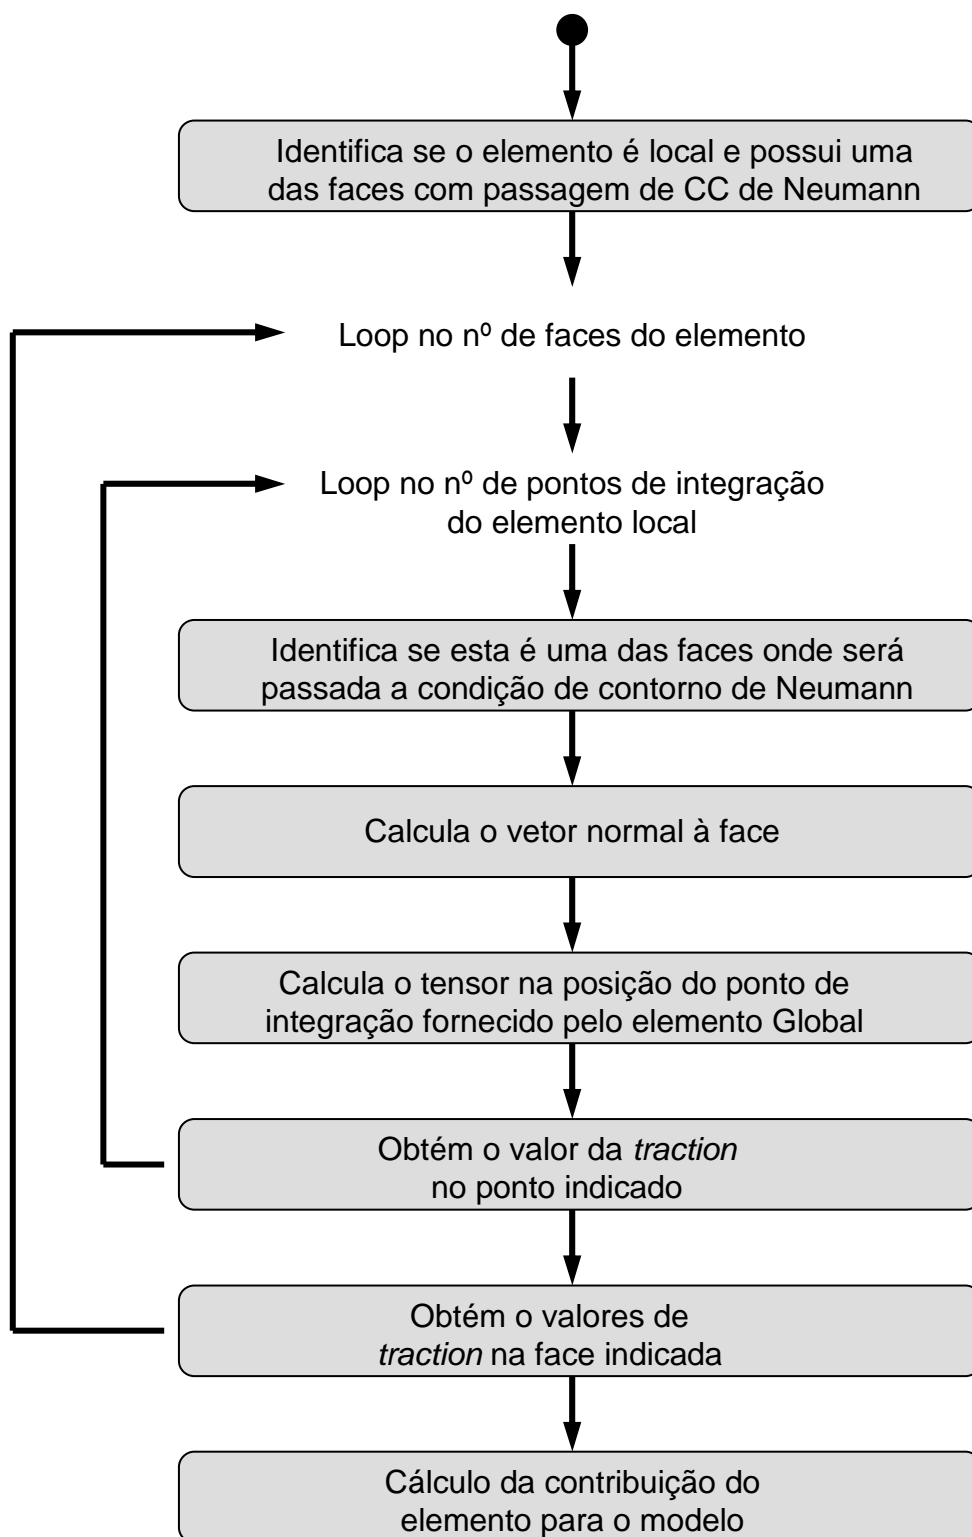 Identifica se o elemento é local e possui uma
das faces com passagem de CC de Neumann
Loop no nº de faces do elemento
Loop no nº de pontos de integração
do elemento local
Identifica se esta é uma das faces onde será
passada a condição de contorno de Neumann
Calcula o vetor normal à face
Calcula o tensor na posição do ponto de
integração fornecido pelo elemento Global
Obtém o valor da traction
no ponto indicado
Obtém o valores de
traction na face indicada
Cálculo da contribuição do
elemento para o modelo